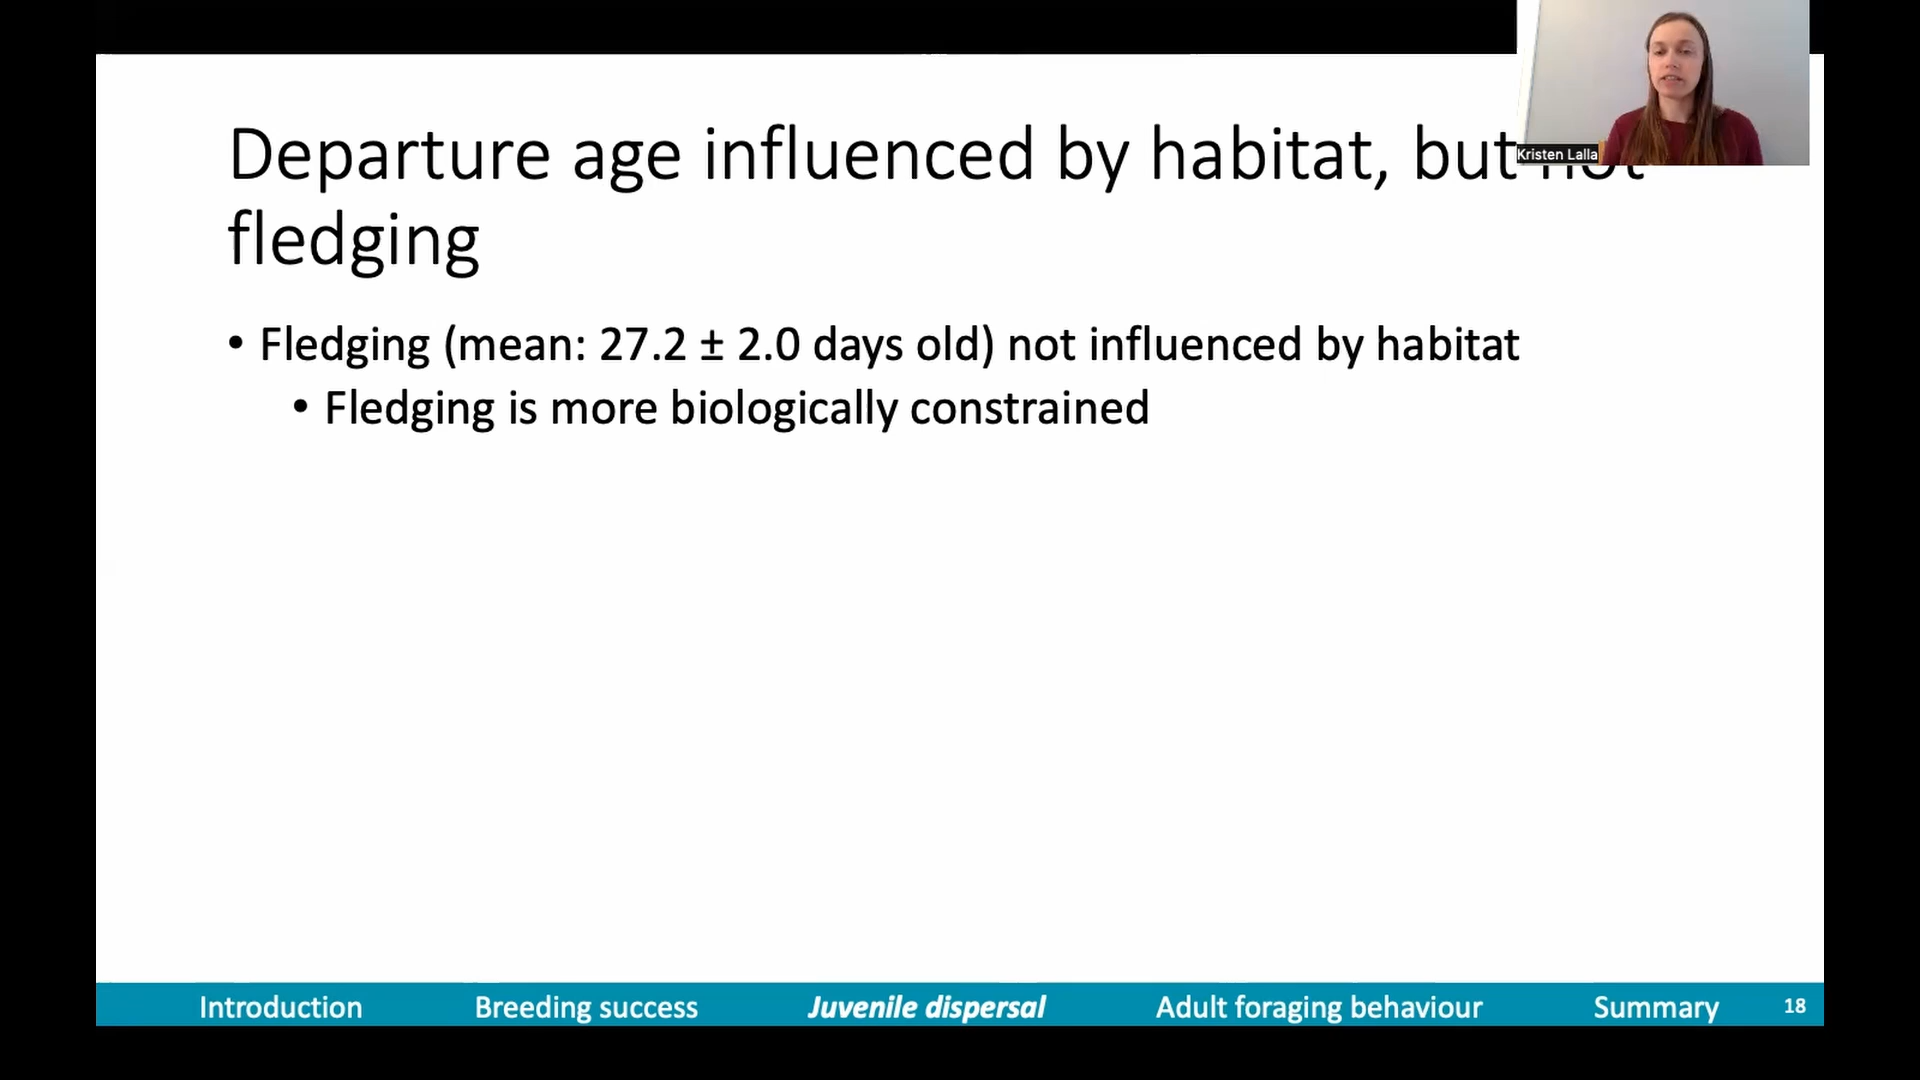 Departure age influenced by habitat, but not
fledging
Kristen Lalla
• Fledging (mean: 27.2 ± 2.0 days old) not influenced by habitat
• Fledging is more biologically constrained
Introduction Breeding success Juvenile dispersal Adult foraging behaviour Summary 18